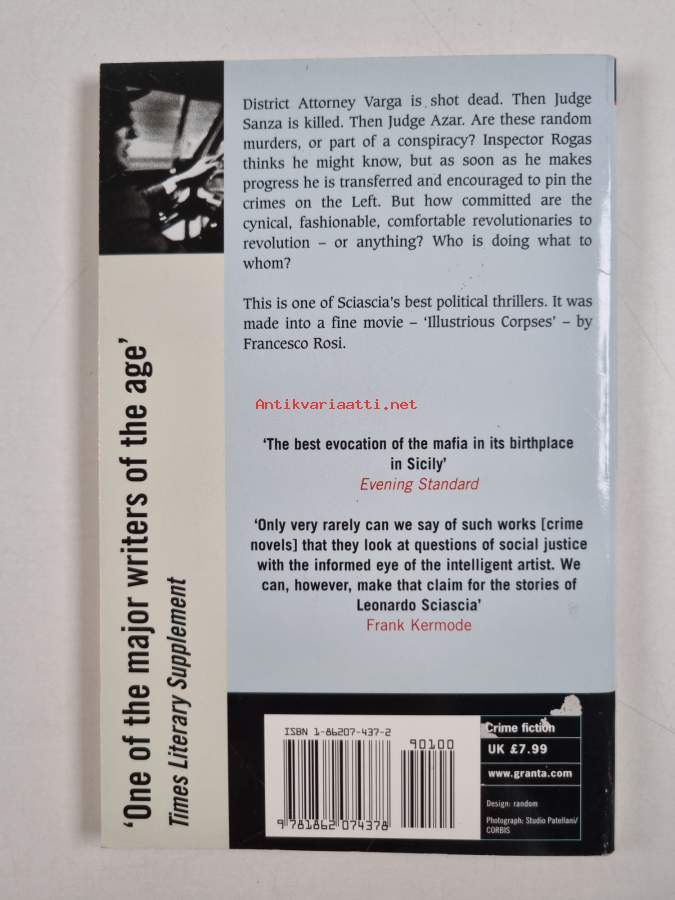 District Attorney Varga is shot dead. Then Judge
Sanza is killed. Then Judge Azar. Are these random
murders, or part of a conspiracy? Inspector Rogas
thinks he might know, but as soon as he makes
progress he is transferred and encouraged to pin the
crimes on the Left. But how committed are the
cynical, fashionable, comfortable revolutionaries to
revolution – or anything? Who is doing what to
whom?
This is one of Sciascia's best political thrillers. It was
made into a fine movie – 'Illustrious Corpses' – by
Francesco Rosi.
Antikvariaatti.net
'The best evocation of the mafia in its birthplace
in Sicily'
Evening Standard
'Only very rarely can we say of such works [crime
novels] that they look at questions of social justice
with the informed eye of the intelligent artist. We
can, however, make that claim for the stories of
Leonardo Sciascia'
Frank Kermode
'One of the major writers of the age'
Times Literary Supplement
ISBN 1-86207-437-2
90100
9 781862 074378
Crime fiction
UK £7.99
www.granta.com
Design: random
Photograph: Studio Patellani/
CORBIS